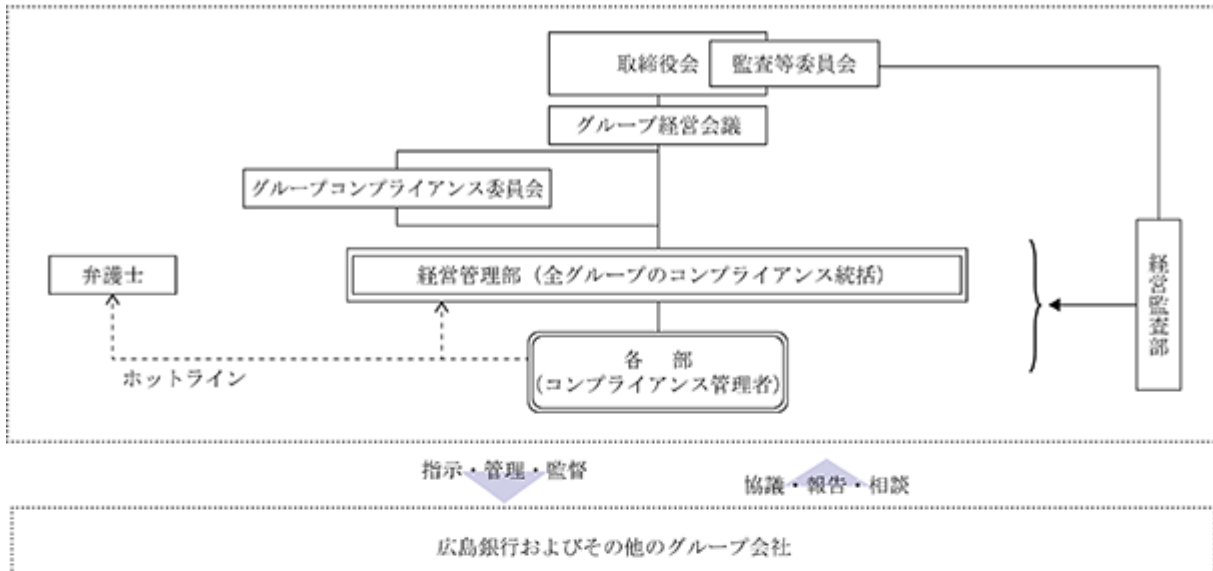 取締役会
監査等委員会
グループ経営会議
グループコンプライアンス委員会
弁護士
経営管理部（全グループのコンプライアンス統括）
経営監査部
各　部
（コンプライアンス管理者）
ホットライン
指示・管理・監督
協議・報告・相談
広島銀行およびその他のグループ会社